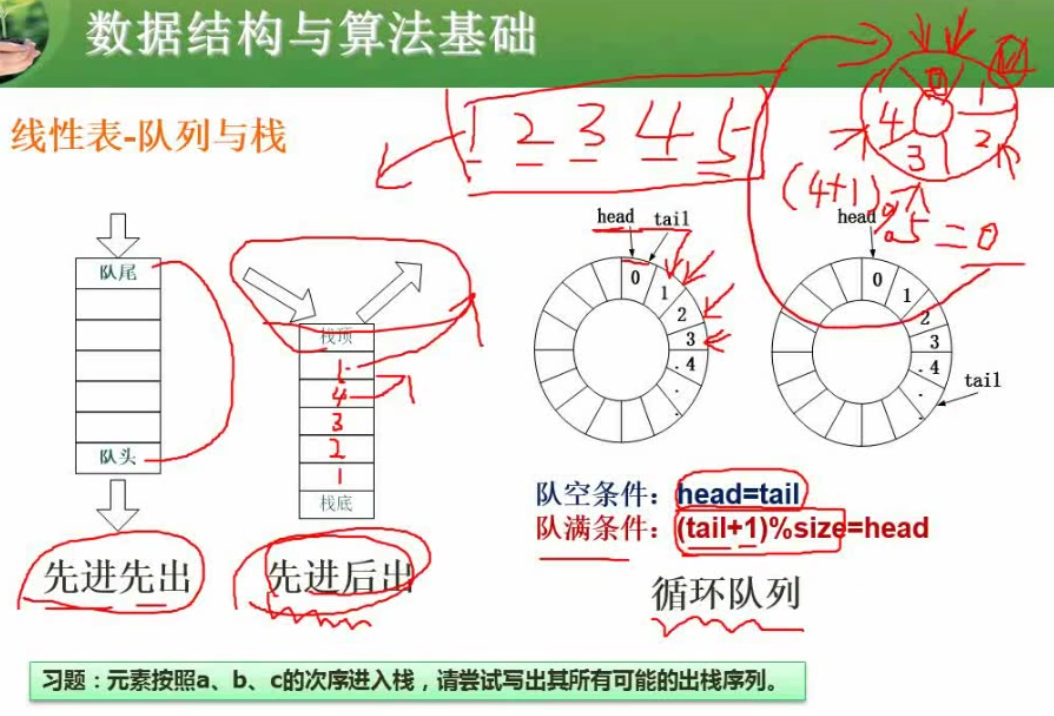 数据结构与算法基础
线性表-队列与栈
1 2 3 4 5
0 1 2 3 4
(4+1)%5=0
队尾
队头
先进先出
栈顶
5
4
3
2
1
栈底
先进后出
head tail
0
1
2
3
.4
.
.
head
0
1
2
3
.4
.
.
tail
队空条件:head=tail
队满条件:(tail+1)%size=head
循环队列
习题:元素按照a、b、c的次序进入栈,请尝试写出其所有可能的出栈序列。